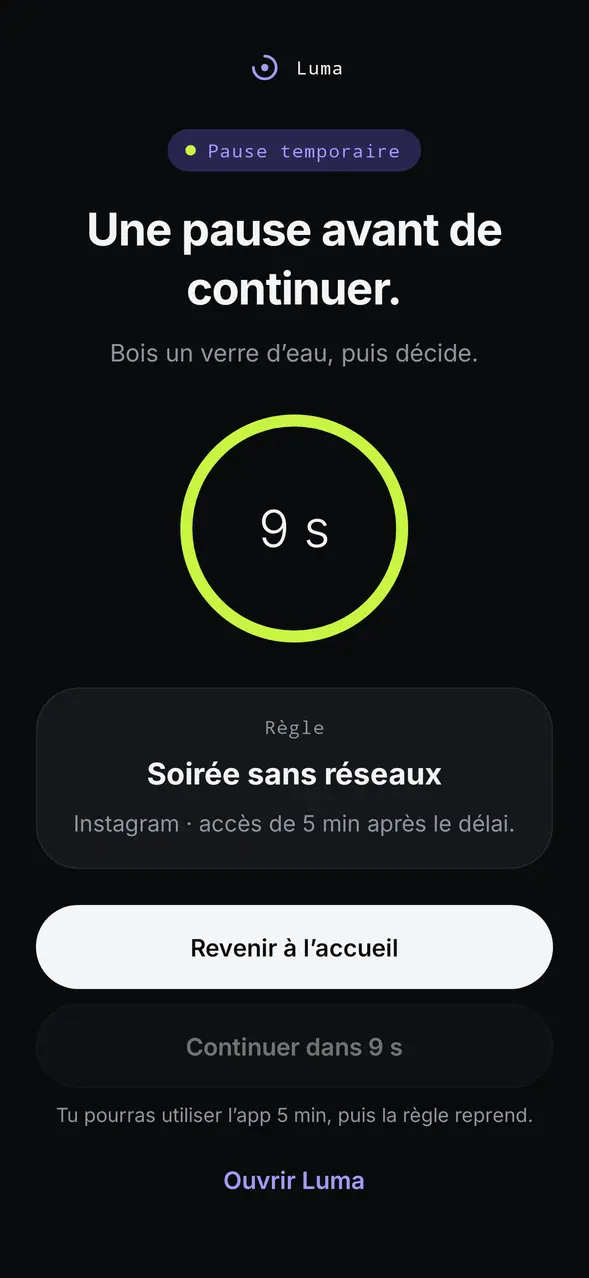 Luma
Pause temporaire
Une pause avant de
continuer.
Bois un verre d’eau, puis décide.
9 s
Règle
Soirée sans réseaux
Instagram · accès de 5 min après le délai.
Revenir à l’accueil
Continuer dans 9 s
Tu pourras utiliser l’app 5 min, puis la règle reprend.
Ouvrir Luma